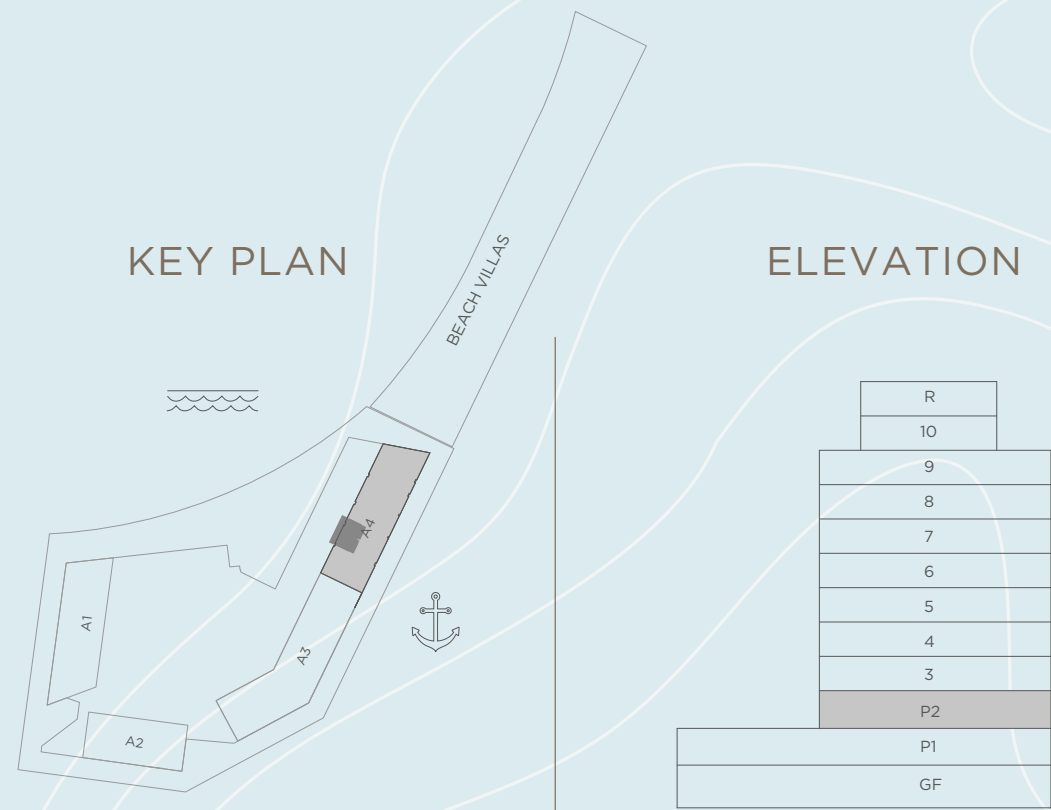 KEY PLAN
ELEVATION
BEACH VILLAS
A4
A3
A1
A2
R
10
9
8
7
6
5
4
3
P2
P1
GF